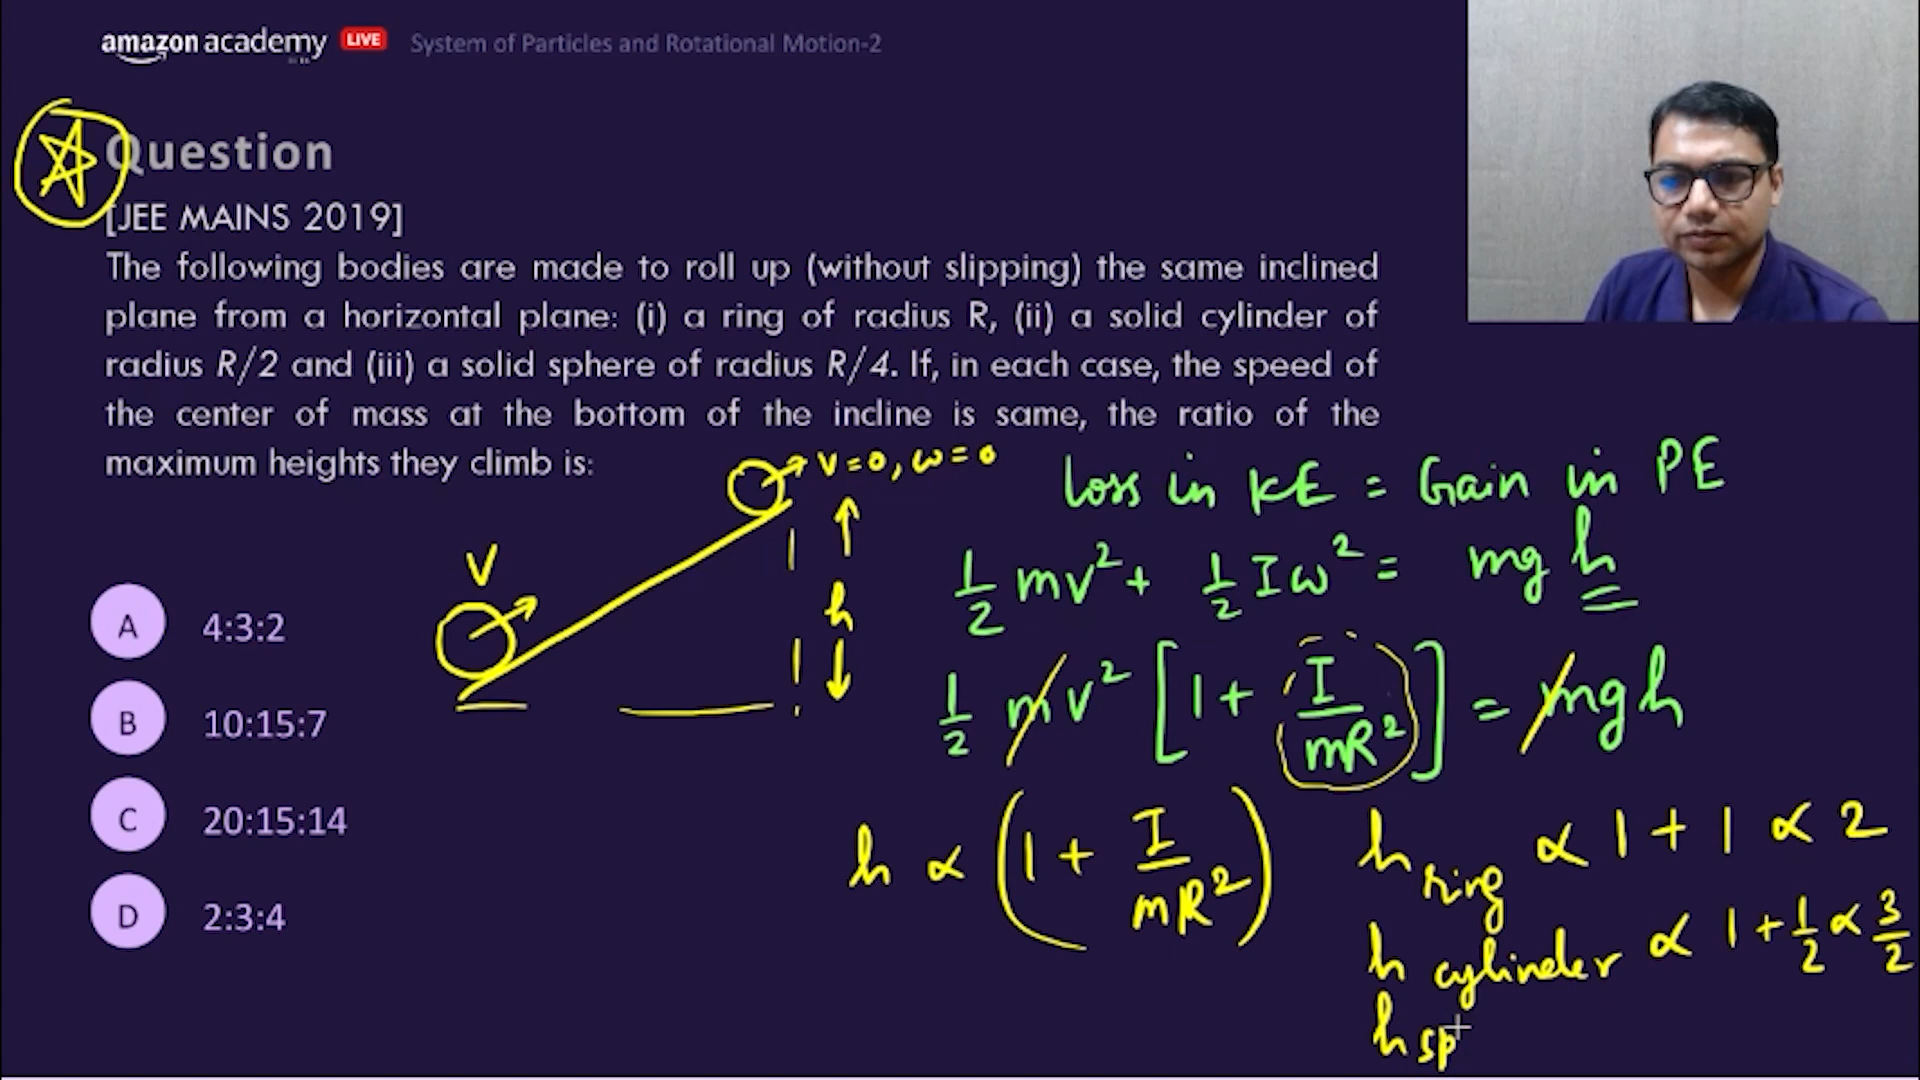 amazon academy LIVE System of Particles and Rotational Motion-2
Question
[JEE MAINS 2019]
The following bodies are made to roll up (without slipping) the same inclined
plane from a horizontal plane: (i) a ring of radius R, (ii) a solid cylinder of
radius R/2 and (iii) a solid sphere of radius R/4. If, in each case, the speed of
the center of mass at the bottom of the incline is same, the ratio of the
maximum heights they climb is:
A 4:3:2
B 10:15:7
C 20:15:14
D 2:3:4
V
v=0, ω=0
h
Loss in KE = Gain in PE
1/2 mv² + 1/2 Iω² = mgh
1/2 mv² [1 + I/mR²] = mgh
h ∝ (1 + I/mR²)
h ring ∝ 1 + 1 ∝ 2
h cylinder ∝ 1 + 1/2 ∝ 3/2
h sp